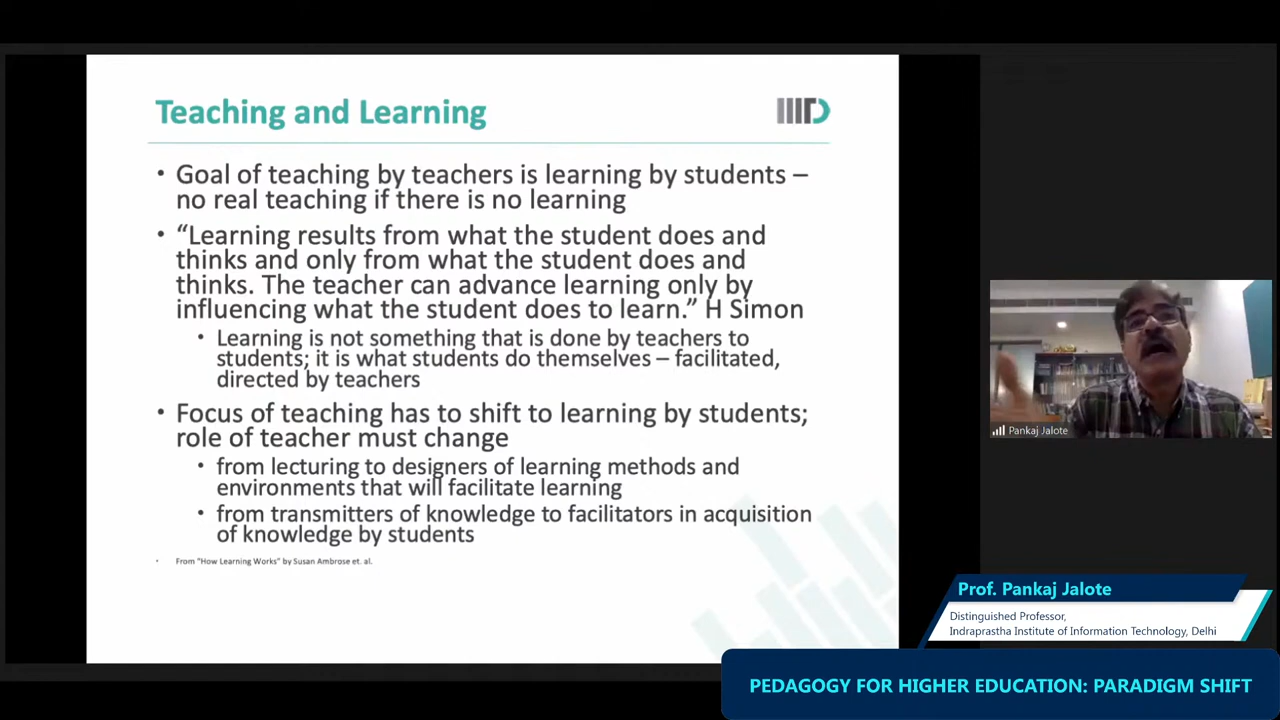 Teaching and Learning
IIITD
• Goal of teaching by teachers is learning by students –
no real teaching if there is no learning
• “Learning results from what the student does and
thinks and only from what the student does and
thinks. The teacher can advance learning only by
influencing what the student does to learn.” H Simon
• Learning is not something that is done by teachers to
students; it is what students do themselves – facilitated,
directed by teachers
• Focus of teaching has to shift to learning by students;
role of teacher must change
• from lecturing to designers of learning methods and
environments that will facilitate learning
• from transmitters of knowledge to facilitators in acquisition
of knowledge by students
• From "How Learning Works" by Susan Ambrose et. al.
Pankaj Jalote
Prof. Pankaj Jalote
Distinguished Professor,
Indraprastha Institute of Information Technology, Delhi
PEDAGOGY FOR HIGHER EDUCATION: PARADIGM SHIFT